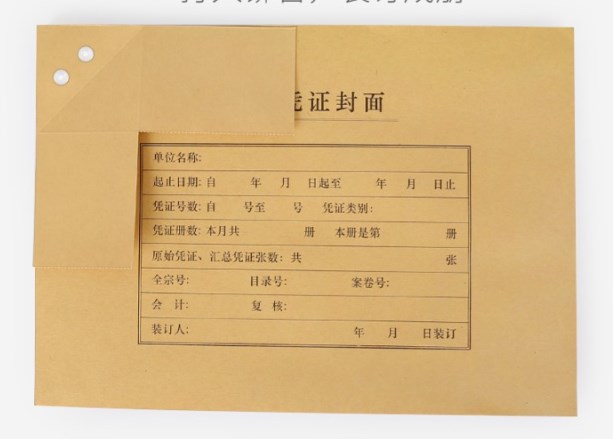 凭证封面
单位名称:
起止日期: 自 年 月 日起至 年 月 日止
凭证号数: 自 号至 号 凭证类别:
凭证册数: 本月共 册 本册是第 册
原始凭证、汇总凭证张数: 共 张
全宗号: 目录号: 案卷号:
会 计: 复 核:
装订人: 年 月 日装订